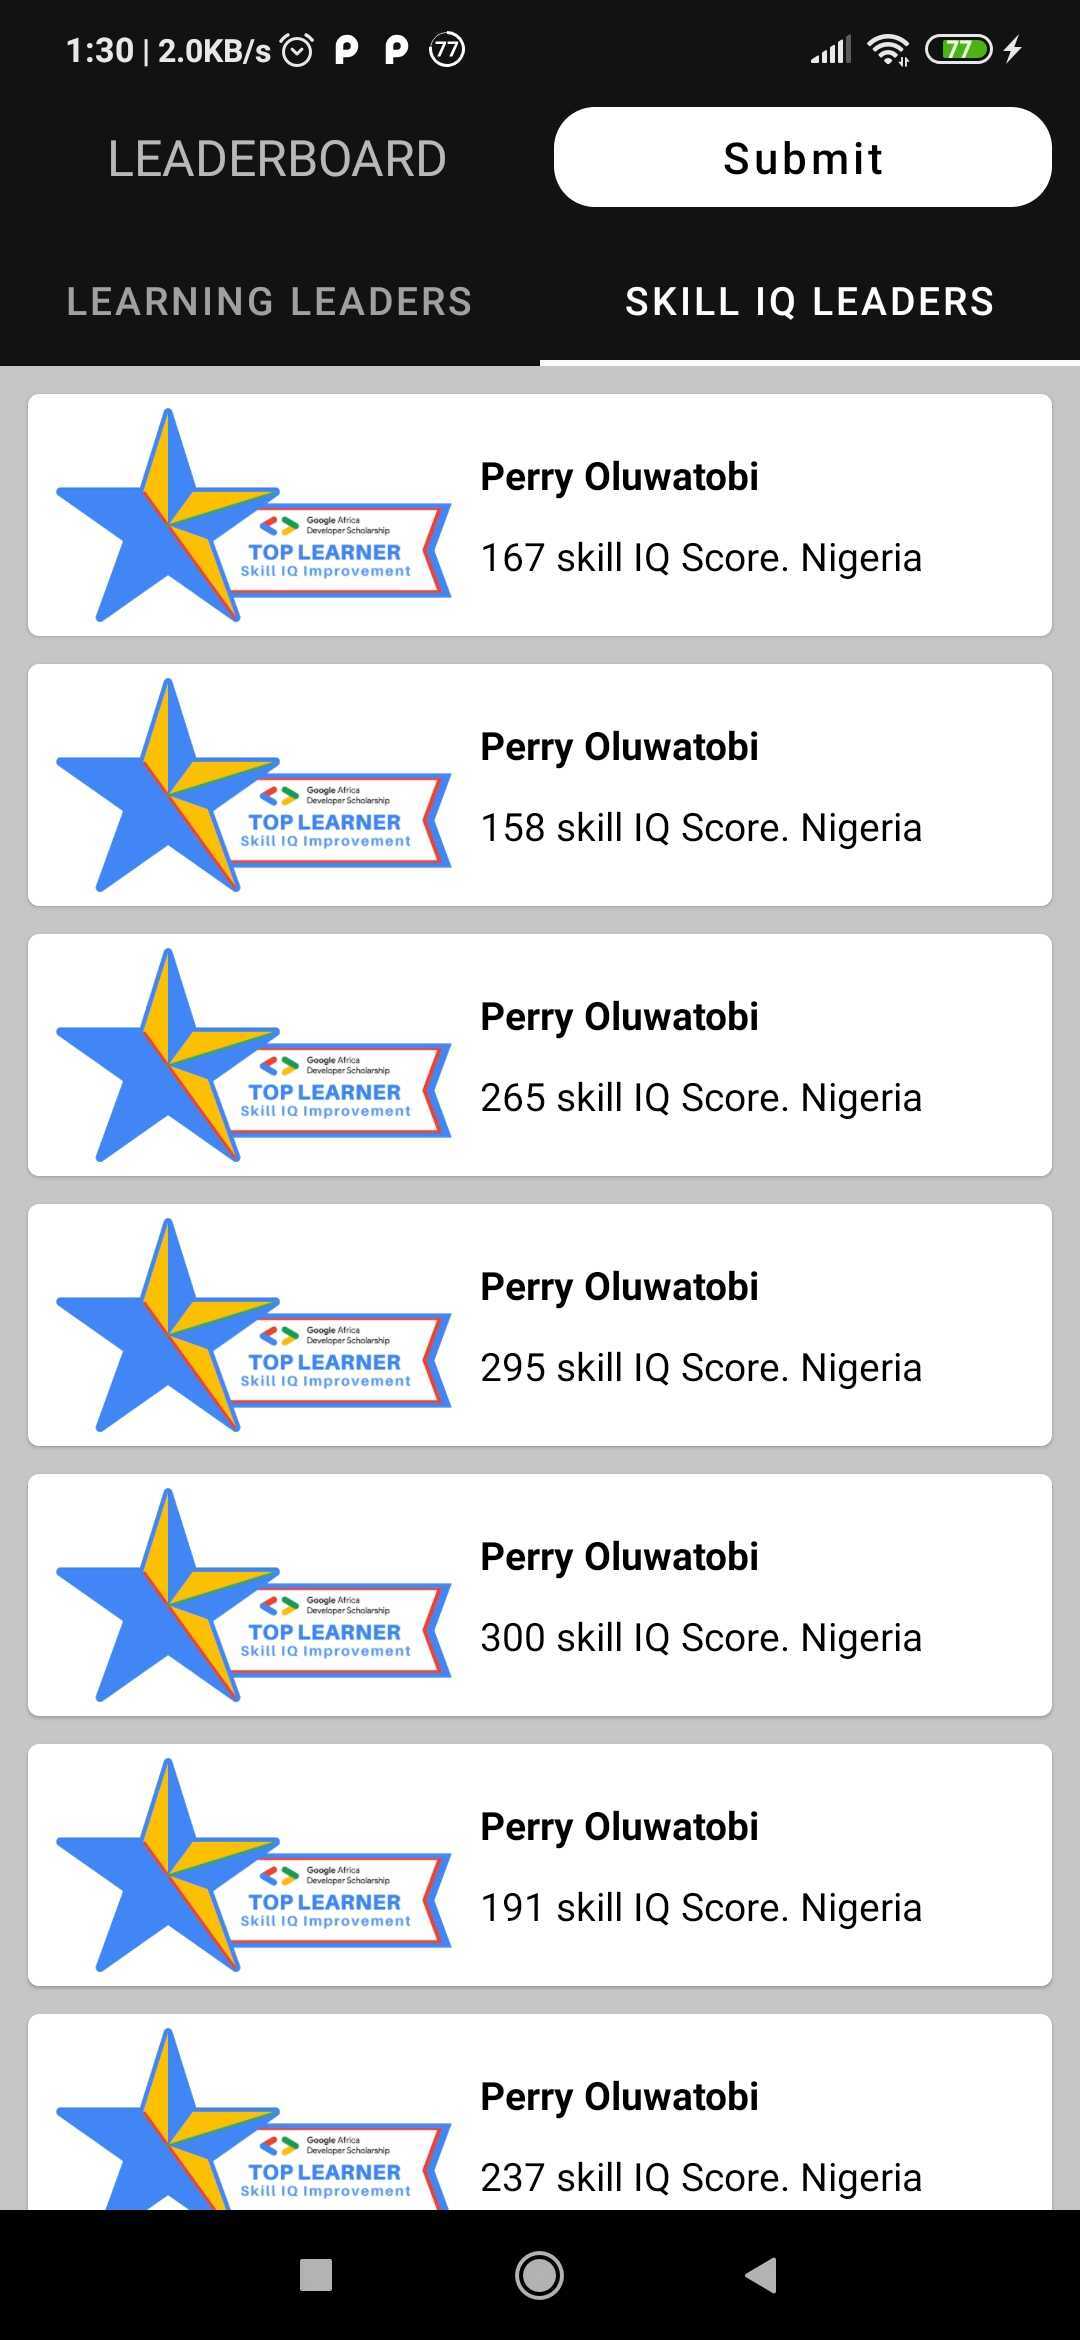 1:30 | 2.0KB/s 77 77
LEADERBOARD Submit
LEARNING LEADERS SKILL IQ LEADERS
Google Africa
Developer Scholarship
TOP LEARNER
Skill IQ Improvement
Perry Oluwatobi
167 skill IQ Score. Nigeria
Google Africa
Developer Scholarship
TOP LEARNER
Skill IQ Improvement
Perry Oluwatobi
158 skill IQ Score. Nigeria
Google Africa
Developer Scholarship
TOP LEARNER
Skill IQ Improvement
Perry Oluwatobi
265 skill IQ Score. Nigeria
Google Africa
Developer Scholarship
TOP LEARNER
Skill IQ Improvement
Perry Oluwatobi
295 skill IQ Score. Nigeria
Google Africa
Developer Scholarship
TOP LEARNER
Skill IQ Improvement
Perry Oluwatobi
300 skill IQ Score. Nigeria
Google Africa
Developer Scholarship
TOP LEARNER
Skill IQ Improvement
Perry Oluwatobi
191 skill IQ Score. Nigeria
Google Africa
Developer Scholarship
TOP LEARNER
Skill IQ Improvement
Perry Oluwatobi
237 skill IQ Score. Nigeria